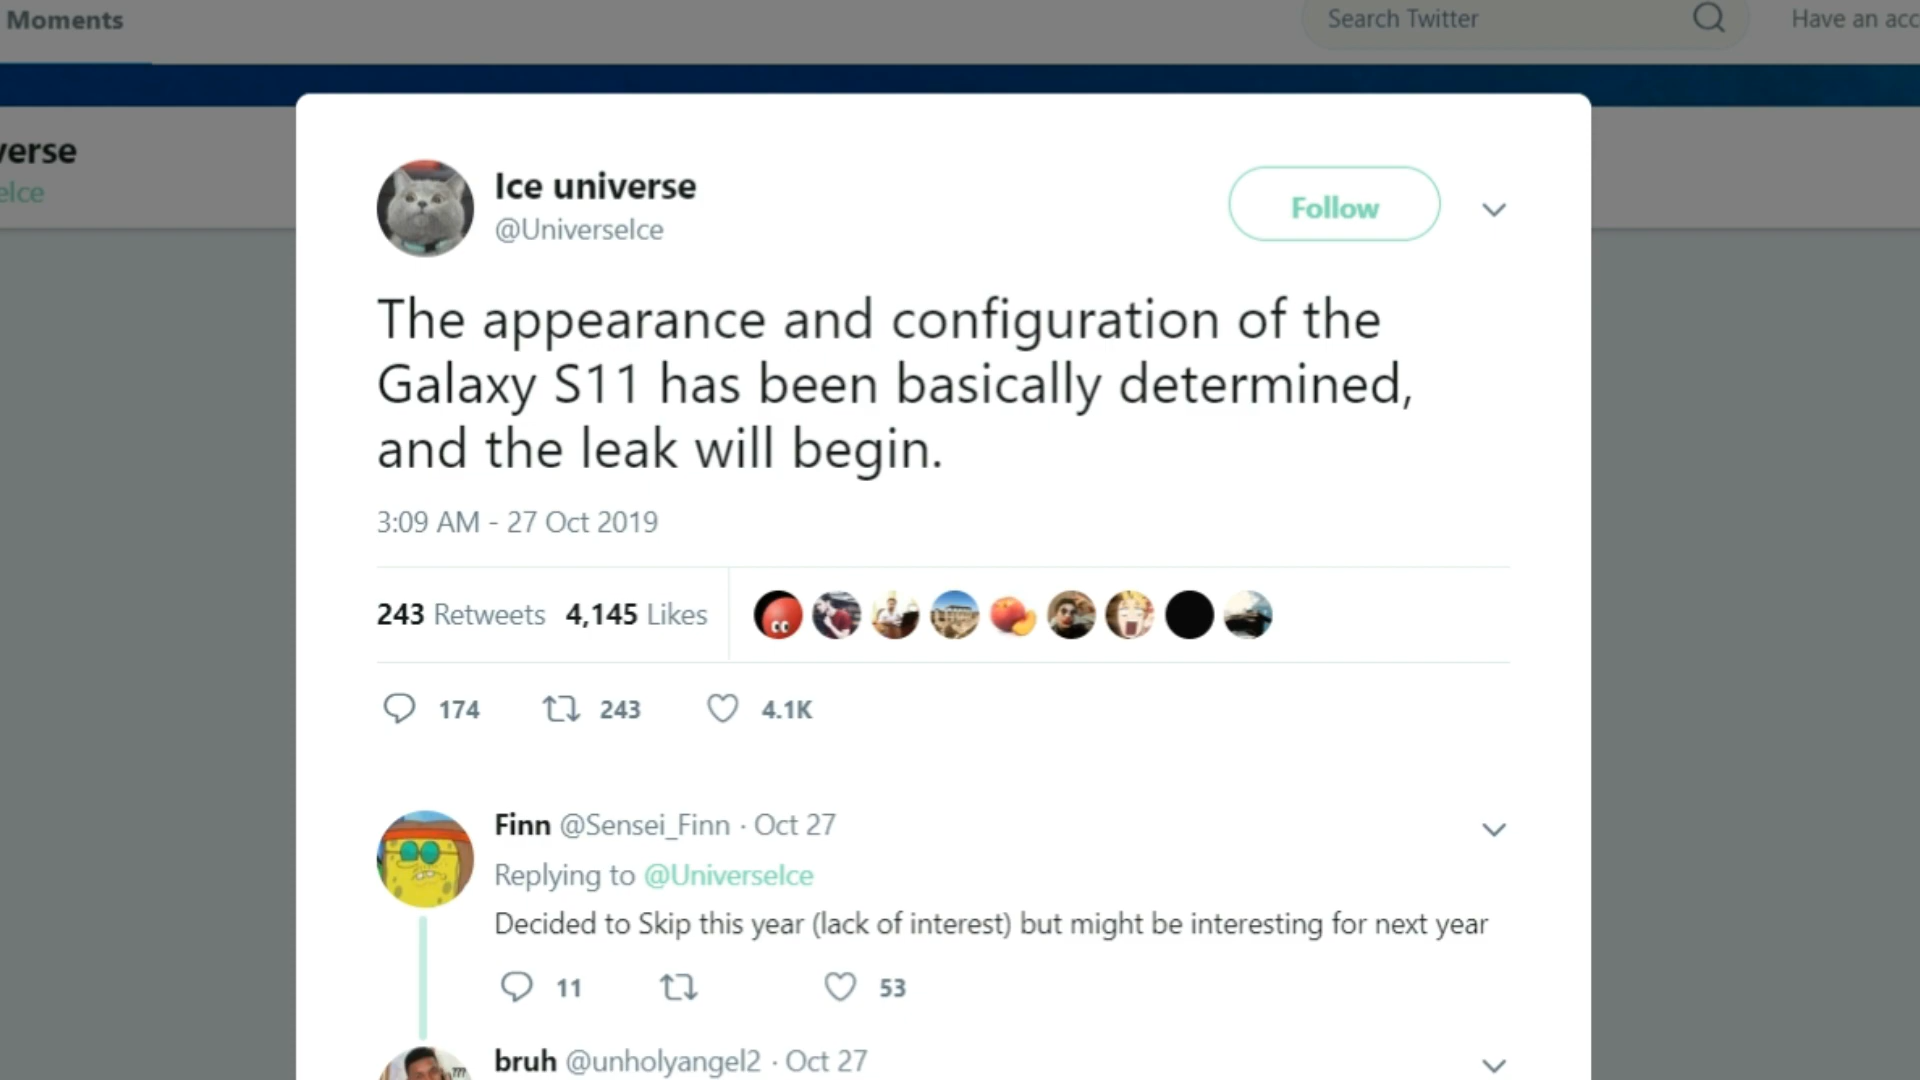 Moments
Search Twitter
Have an acc
verse
eIce
Ice universe
@UniverseIce
Follow
The appearance and configuration of the
Galaxy S11 has been basically determined,
and the leak will begin.
3:09 AM - 27 Oct 2019
243 Retweets 4,145 Likes
174 243 4.1K
Finn @Sensei_Finn · Oct 27
Replying to @UniverseIce
Decided to Skip this year (lack of interest) but might be interesting for next year
11 53
bruh @unholyangel2 · Oct 27